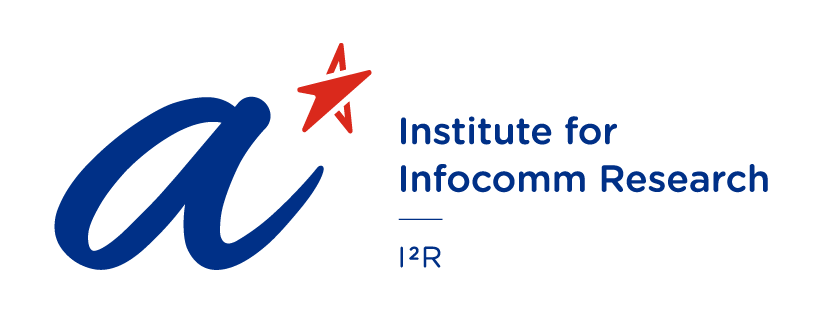 a
Institute for
Infocomm Research
I²R